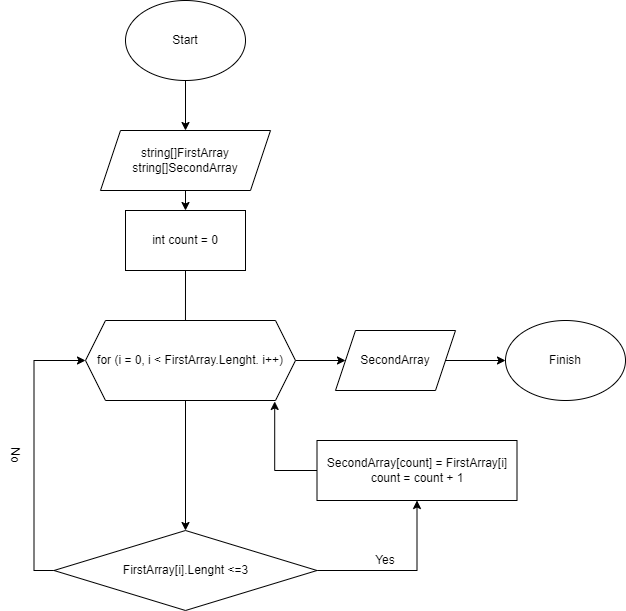 Start
string[]FirstArray
string[]SecondArray
int count = 0
for (i = 0, i < FirstArray.Lenght. i++)
SecondArray
Finish
No
SecondArray[count] = FirstArray[i]
count = count + 1
Yes
FirstArray[i].Lenght <=3